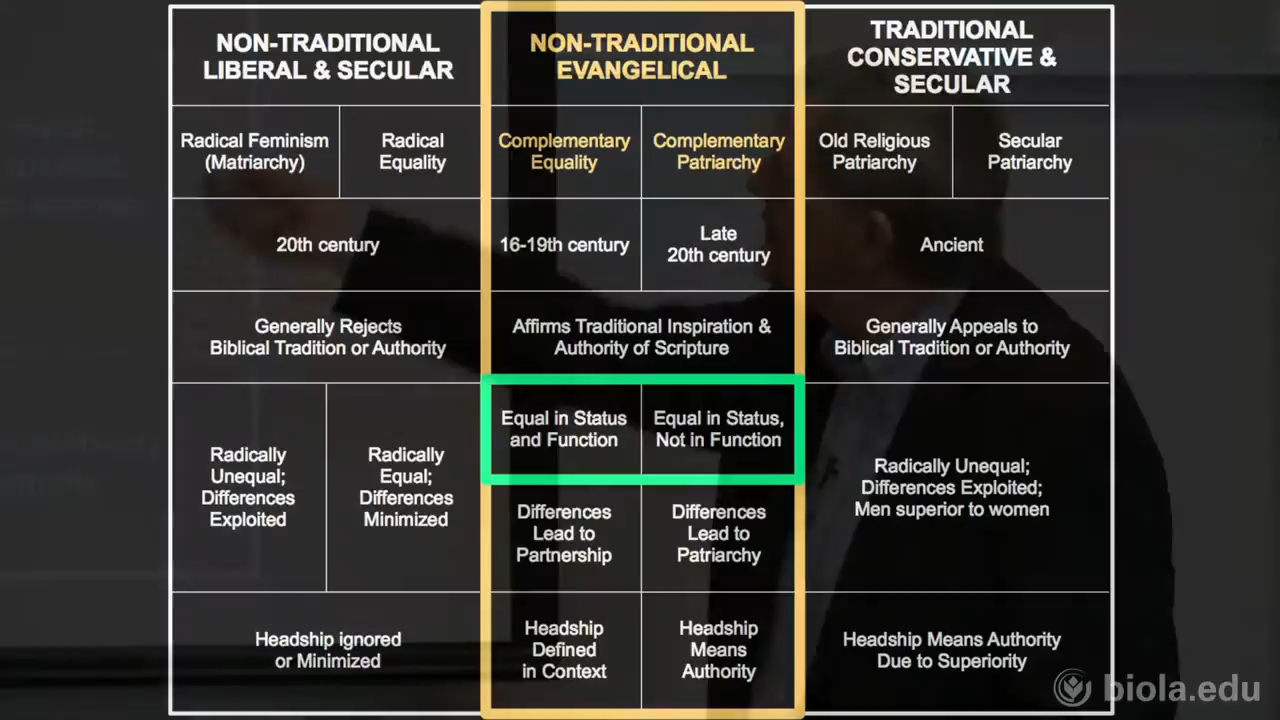 NON-TRADITIONAL
LIBERAL & SECULAR
NON-TRADITIONAL
EVANGELICAL
TRADITIONAL
CONSERVATIVE &
SECULAR
Radical Feminism
(Matriarchy)
Radical
Equality
Complementary
Equality
Complementary
Patriarchy
Old Religious
Patriarchy
Secular
Patriarchy
20th century
16-19th century
Late
20th century
Ancient
Generally Rejects
Biblical Tradition or Authority
Affirms Traditional Inspiration &
Authority of Scripture
Generally Appeals to
Biblical Tradition or Authority
Radically
Unequal;
Differences
Exploited
Radically
Equal;
Differences
Minimized
Equal in Status
and Function
Equal in Status,
Not in Function
Radically Unequal;
Differences Exploited;
Men superior to women
Differences
Lead to
Partnership
Differences
Lead to
Patriarchy
Headship ignored
or Minimized
Headship
Defined
in Context
Headship
Means
Authority
Headship Means Authority
Due to Superiority
biola.edu